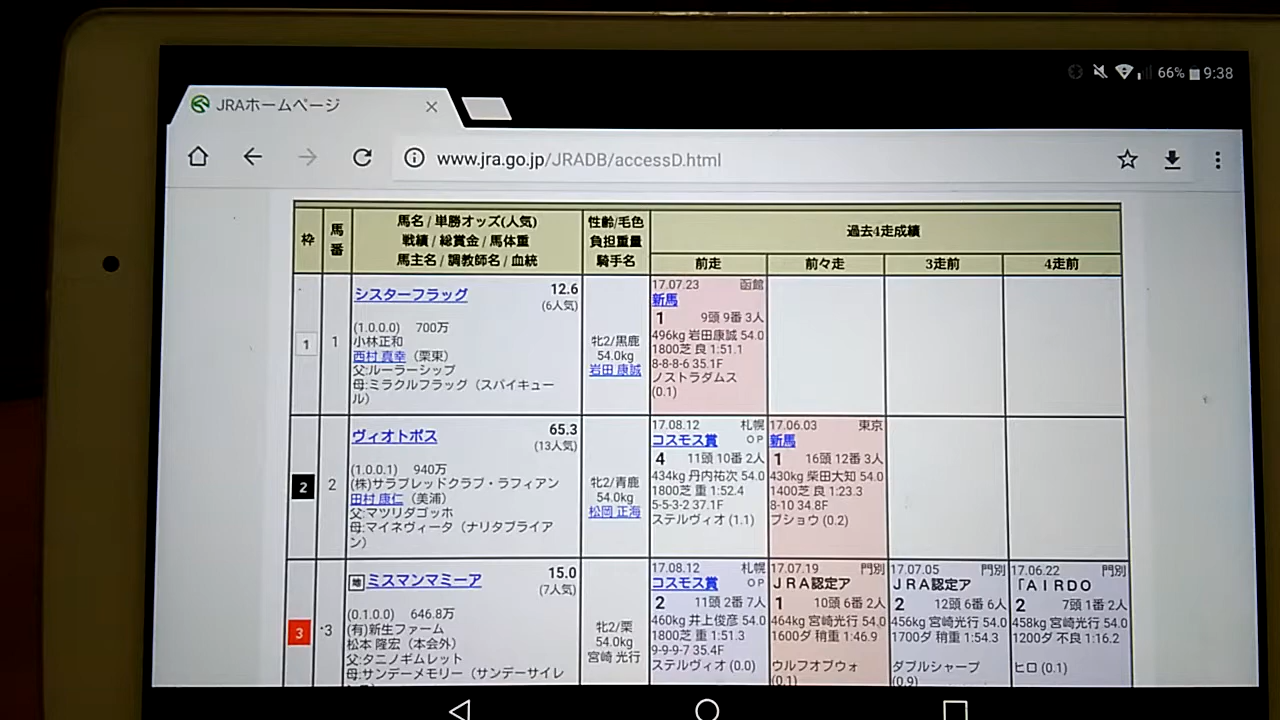 66% 9:38
JRAホームページ
www.jra.go.jp/JRADB/accessD.html
枠
馬番
馬名 / 単勝オッズ(人気)
戦績 / 総賞金 / 馬体重
馬主名 / 調教師名 / 血統
性齢/毛色
負担重量
騎手名
過去4走成績
前走 前々走 3走前 4走前
1
1
シスターフラッグ 12.6
(6人気)
(1.0.0.0) 700万
小林正和
西村 真幸（栗東）
父:ルーラーシップ
母:ミラクルフラッグ（スパイキュー
ル）
牝2/黒鹿
54.0kg
岩田 康誠
17.07.23 函館
新馬
1 9頭 9番 3人
496kg 岩田康誠 54.0
1800芝 良 1:51.1
8-8-8-6 35.1F
ノストラダムス
(0.1)
2
2
ヴィオトポス 65.3
(13人気)
(1.0.0.1) 940万
(株)サラブレッドクラブ・ラフィアン
田村 康仁（美浦）
父:マツリダゴッホ
母:マイネヴィータ（ナリタブライア
ン）
牝2/青鹿
54.0kg
松岡 正海
17.08.12 札幌
コスモス賞 ＯＰ
4 11頭 10番 2人
434kg 丹内祐次 54.0
1800芝 重 1:52.4
5-5-3-2 37.1F
ステルヴィオ (1.1)
17.06.03 東京
新馬
1 16頭 12番 3人
430kg 柴田大知 54.0
1400芝 良 1:23.3
8-10 34.8F
プショウ (0.2)
3
3
地 ミスマンマミーア 15.0
(7人気)
(0.1.0.0) 646.8万
(有)新生ファーム
松本 隆宏（本会外）
父:タニノギムレット
母:サンデーメモリー（サンデーサイレ
牝2/栗
54.0kg
宮崎 光行
17.08.12 札幌
コスモス賞 ＯＰ
2 11頭 2番 7人
460kg 井上俊彦 54.0
1800芝 重 1:51.3
9-9-9-7 35.4F
ステルヴィオ (0.0)
17.07.19 門別
ＪＲＡ認定ア
1 10頭 6番 2人
464kg 宮崎光行 54.0
1600ダ 稍重 1:46.9
ウルフオブウォ
(0.1)
17.07.05 門別
ＪＲＡ認定ア
2 12頭 6番 6人
456kg 宮崎光行 54.0
1700ダ 稍重 1:54.3
ダブルシャープ
(0.9)
17.06.22 門別
「ＡＩＲＤＯ
2 7頭 1番 2人
458kg 宮崎光行 54.0
1200ダ 不良 1:16.2
ヒロ (0.1)